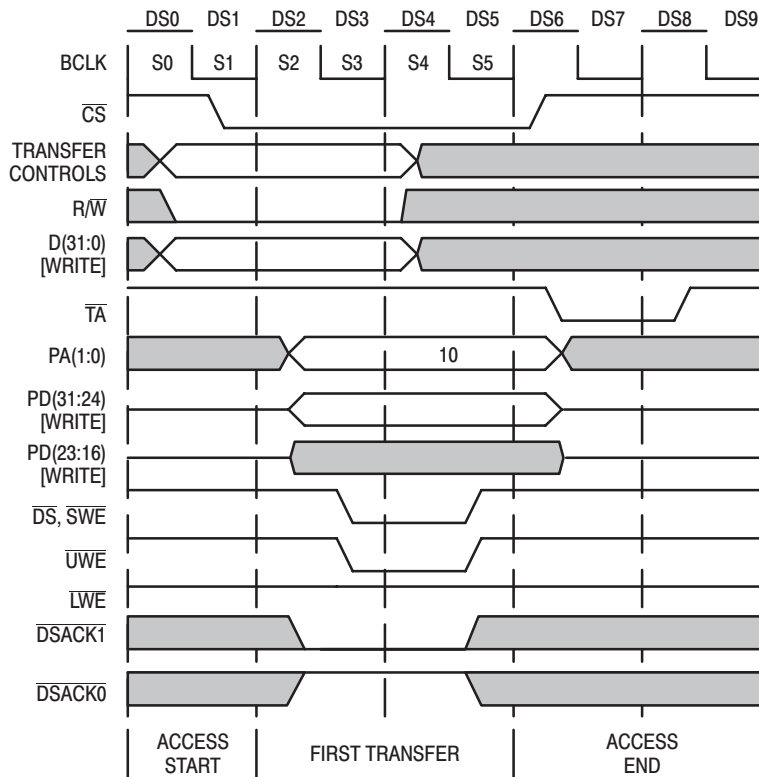 DS0 DS1 DS2 DS3 DS4 DS5 DS6 DS7 DS8 DS9
BCLK S0 S1 S2 S3 S4 S5
CS
TRANSFER
CONTROLS
R/W
D(31:0)
[WRITE]
TA
PA(1:0) 10
PD(31:24)
[WRITE]
PD(23:16)
[WRITE]
DS, SWE
UWE
LWE
DSACK1
DSACK0
ACCESS
START
FIRST TRANSFER
ACCESS
END